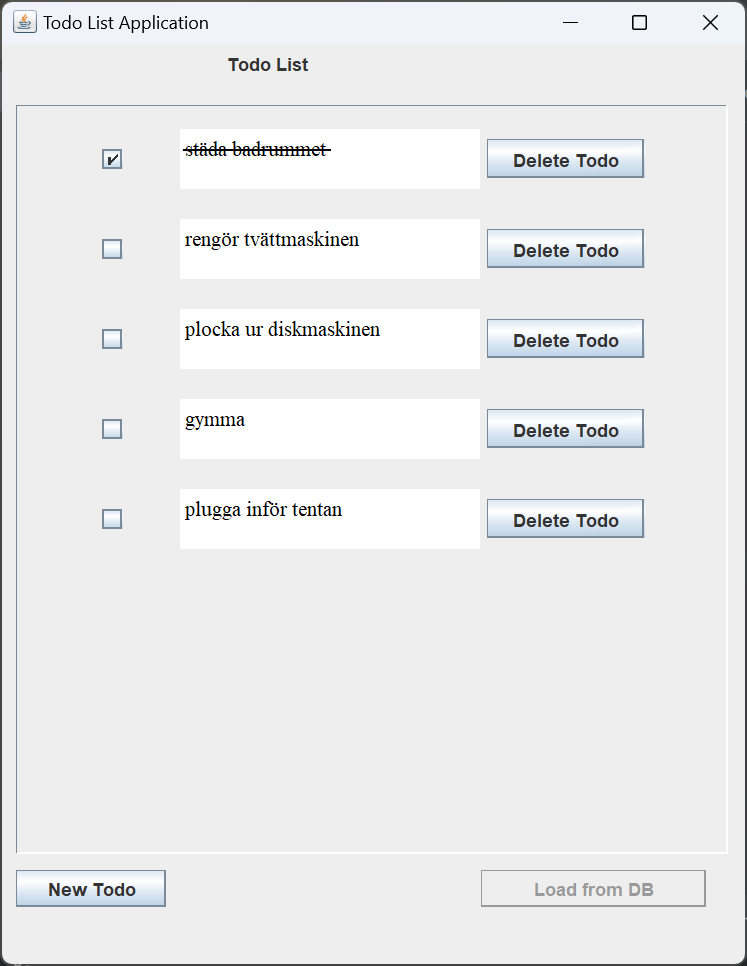 Todo List Application
Todo List
städa badrummet
Delete Todo
rengör tvättmaskinen
Delete Todo
plocka ur diskmaskinen
Delete Todo
gymma
Delete Todo
plugga inför tentan
Delete Todo
New Todo
Load from DB